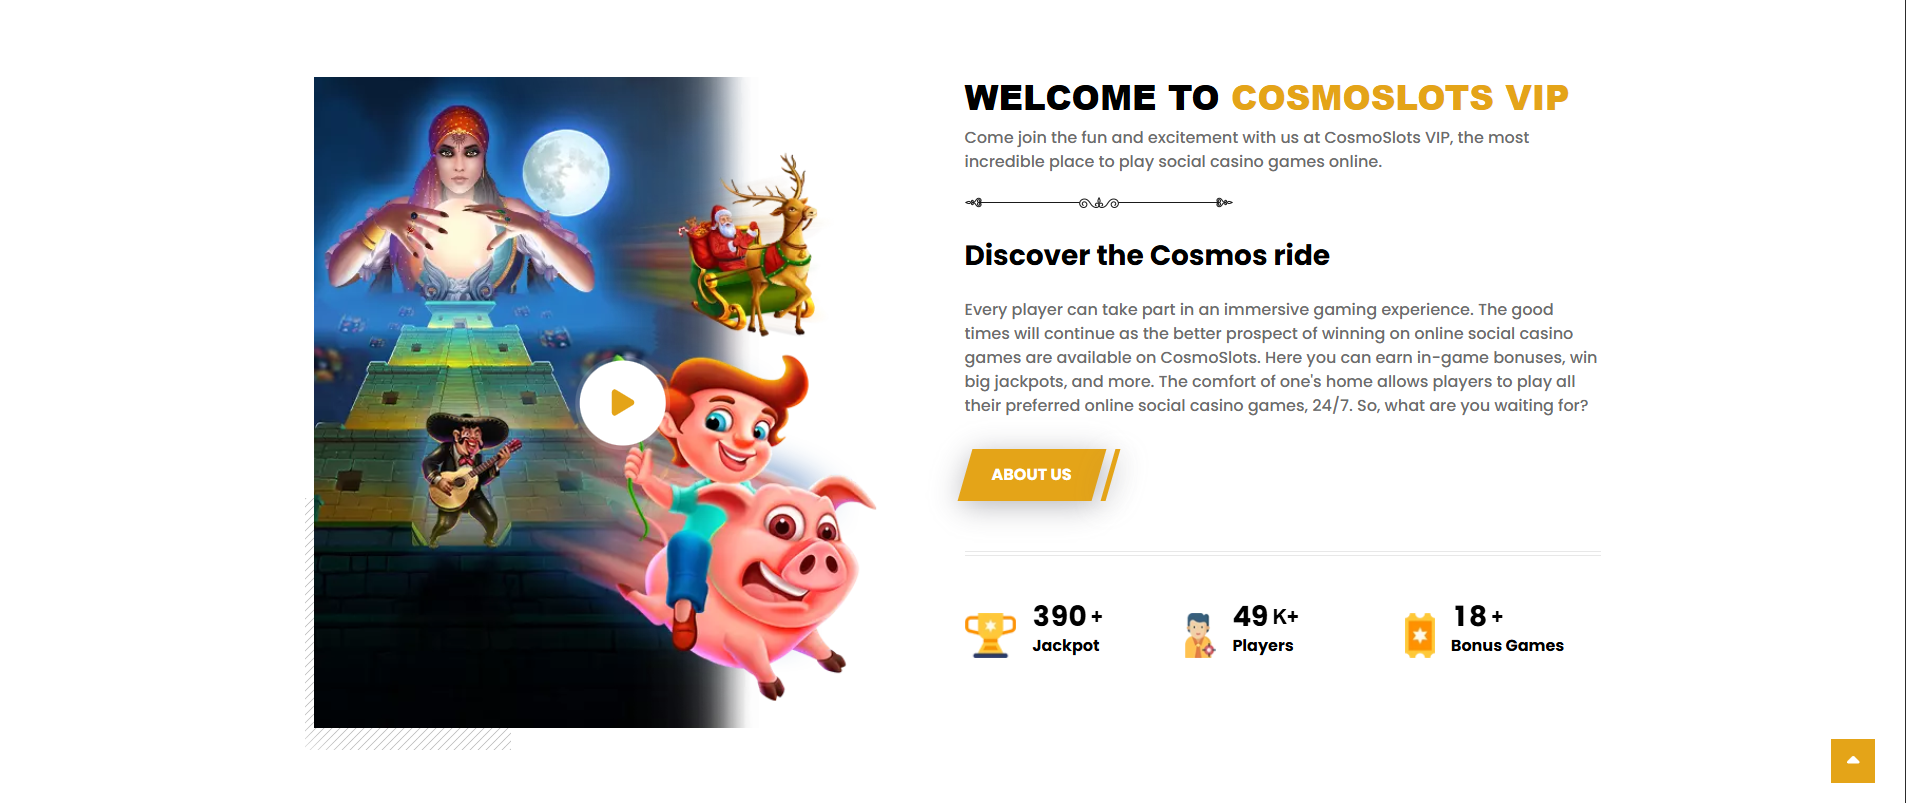 WELCOME TO COSMOSLOTS VIP
Come join the fun and excitement with us at CosmoSlots VIP, the most
incredible place to play social casino games online.
Discover the Cosmos ride
Every player can take part in an immersive gaming experience. The good
times will continue as the better prospect of winning on online social casino
games are available on CosmoSlots. Here you can earn in-game bonuses, win
big jackpots, and more. The comfort of one's home allows players to play all
their preferred online social casino games, 24/7. So, what are you waiting for?
ABOUT US
390 +
Jackpot
49 K+
Players
18 +
Bonus Games